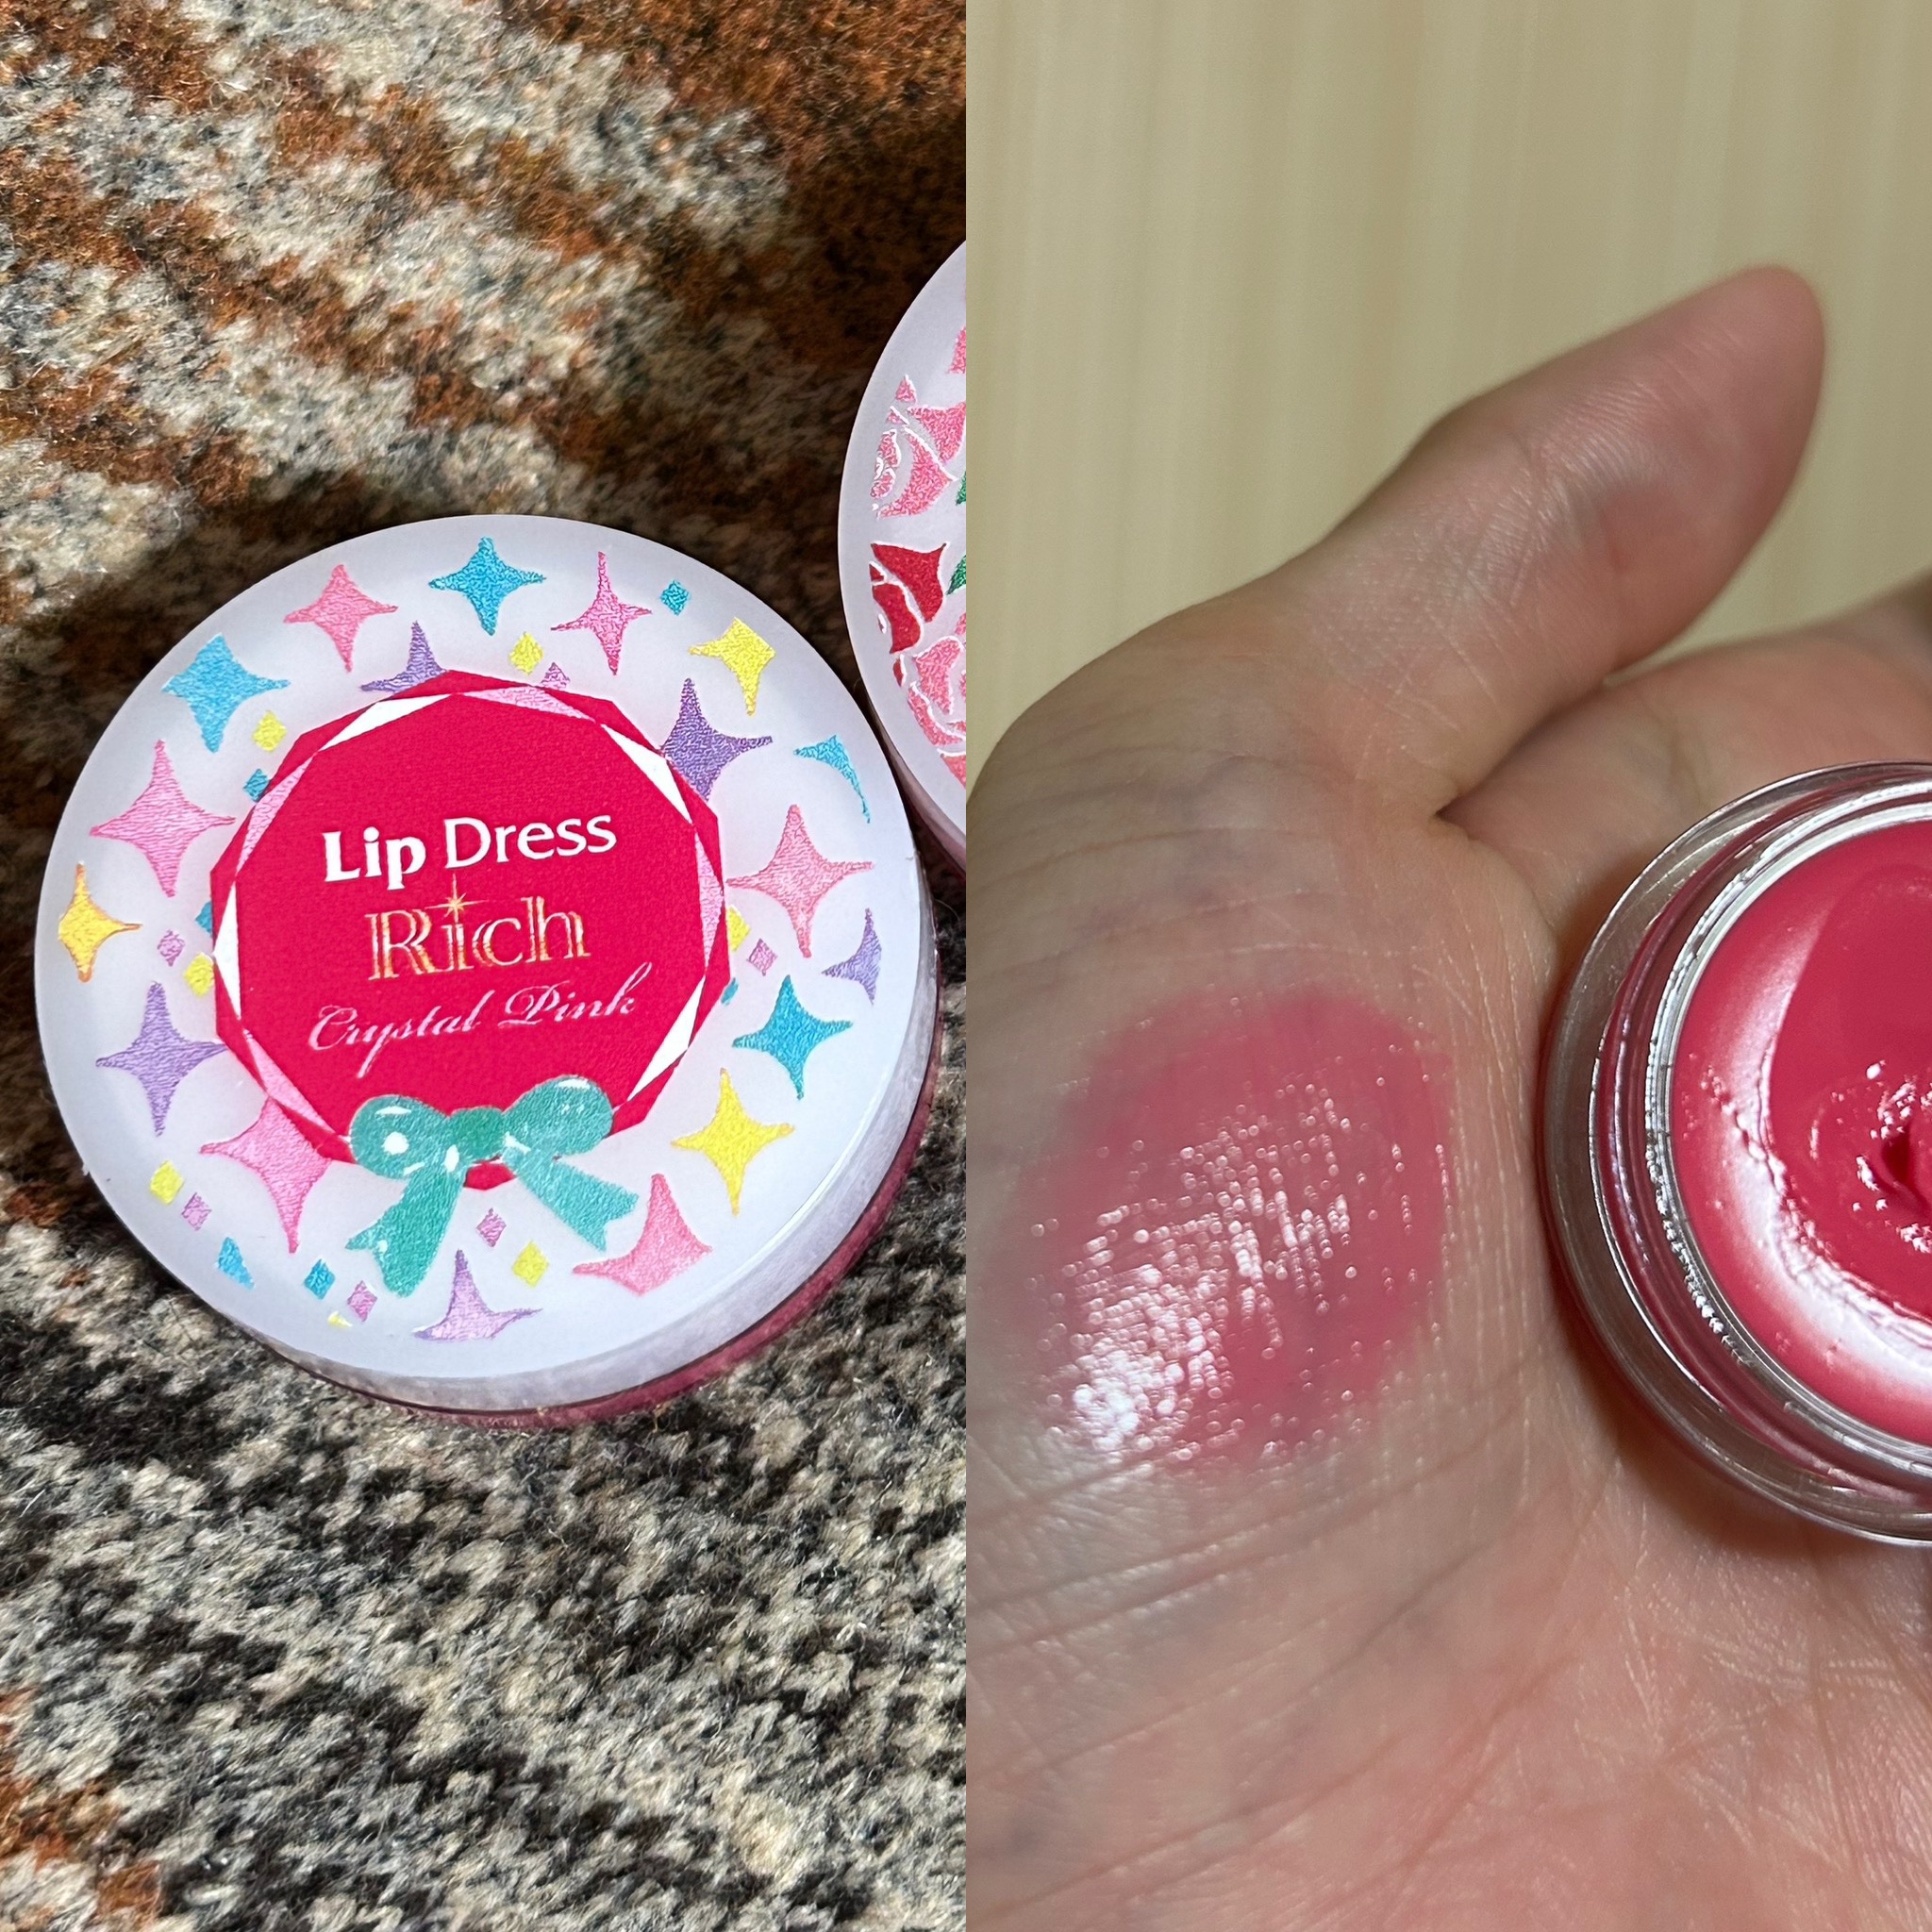 Lip Dress
Rich
Crystal Pink